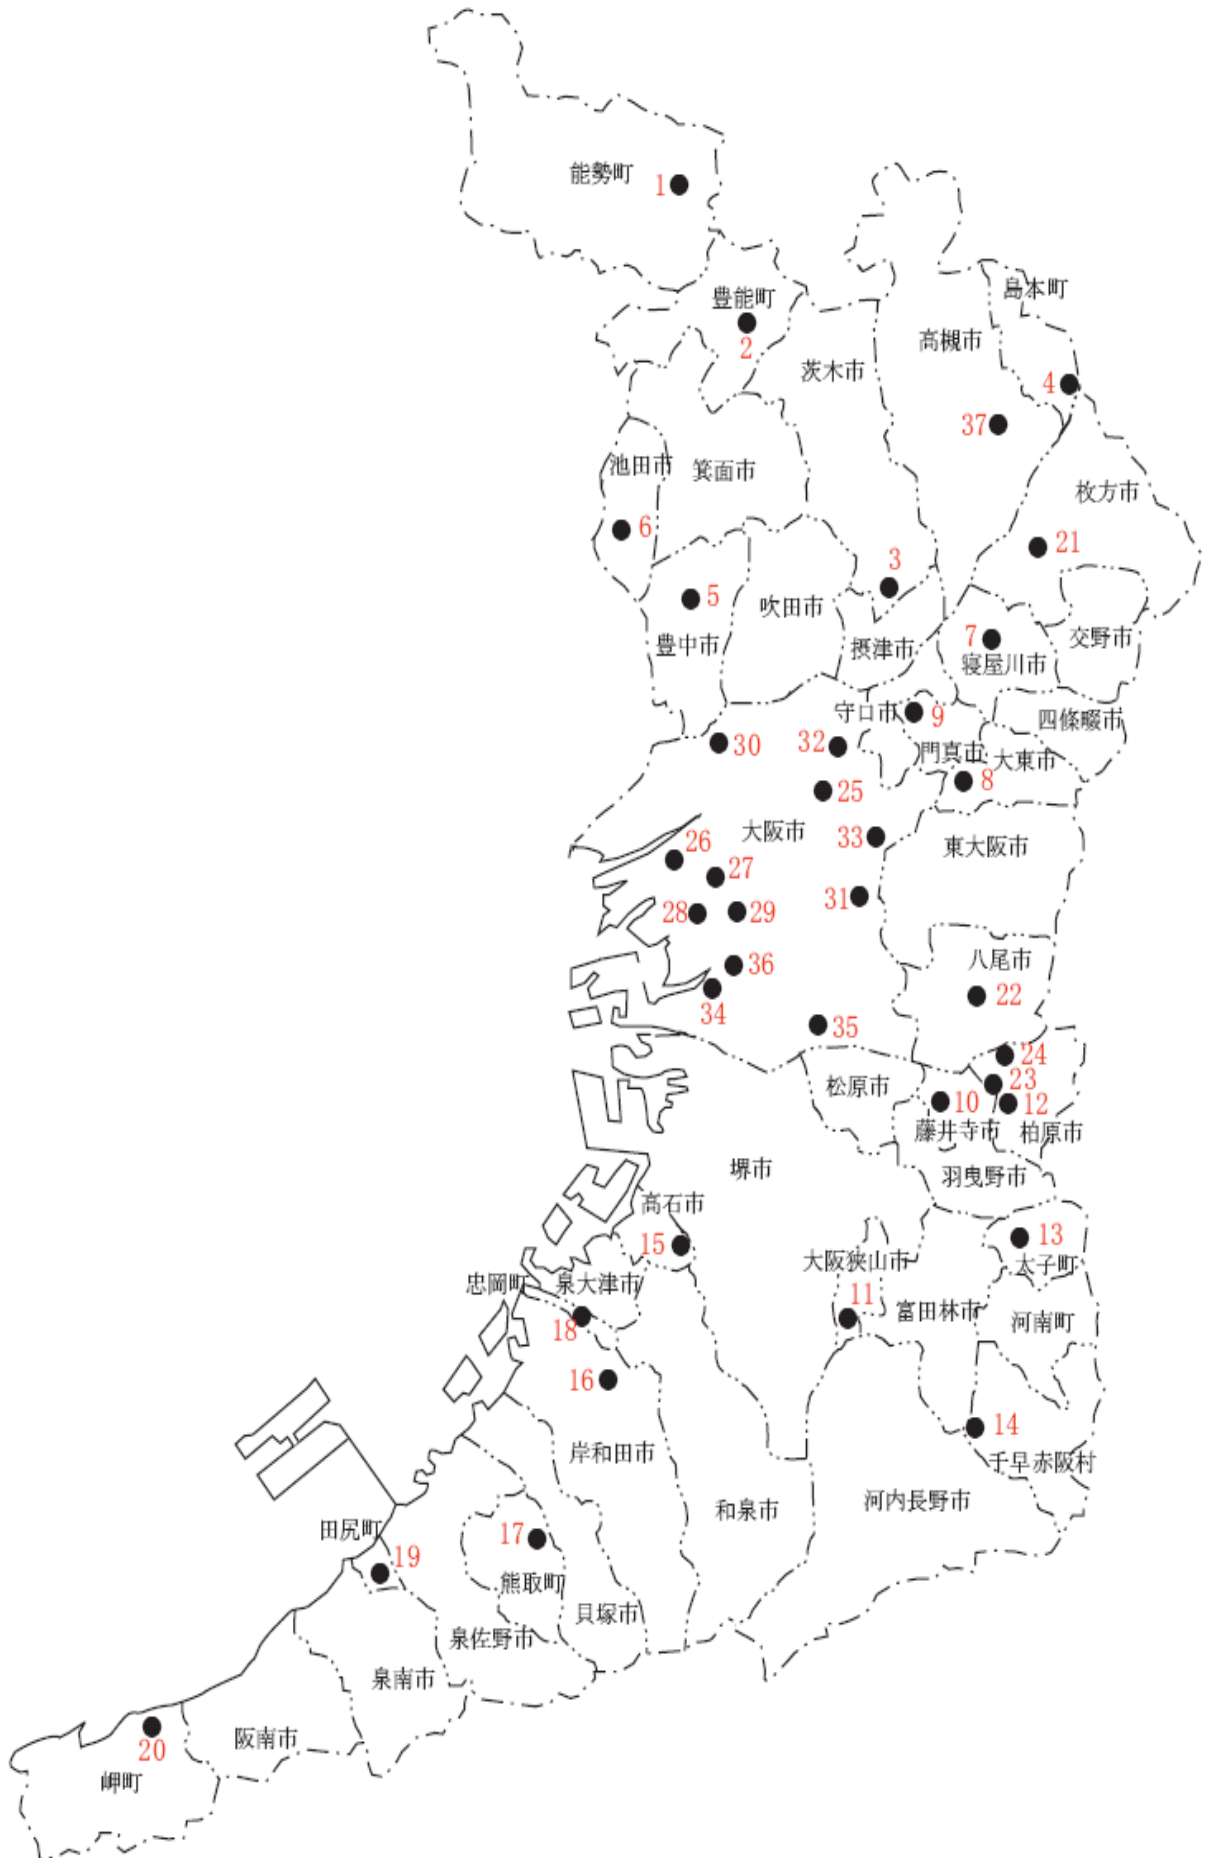 能勢町
1
島本町
豊能町
2
高槻市
茨木市
4
37
池田市
箕面市
枚方市
6
21
3
5
吹田市
7
交野市
豊中市
摂津市
寝屋川市
守口市
9
四條畷市
30
32
門真市
大東市
8
25
大阪市
33
26
東大阪市
27
31
28
29
八尾市
36
22
34
35
24
松原市
23
10
12
藤井寺市
柏原市
堺市
羽曳野市
高石市
15
13
大阪狭山市
太子町
忠岡町
泉大津市
11
富田林市
河南町
18
16
14
岸和田市
千早赤阪村
和泉市
河内長野市
田尻町
17
19
熊取町
貝塚市
泉佐野市
泉南市
阪南市
20
岬町